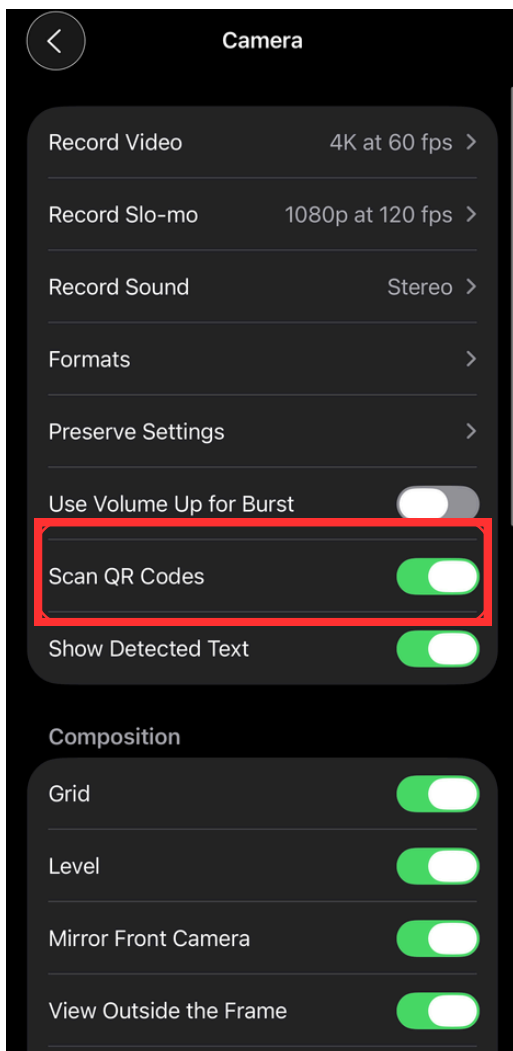 Camera
Record Video 4K at 60 fps
Record Slo-mo 1080p at 120 fps
Record Sound Stereo
Formats
Preserve Settings
Use Volume Up for Burst
Scan QR Codes
Show Detected Text
Composition
Grid
Level
Mirror Front Camera
View Outside the Frame